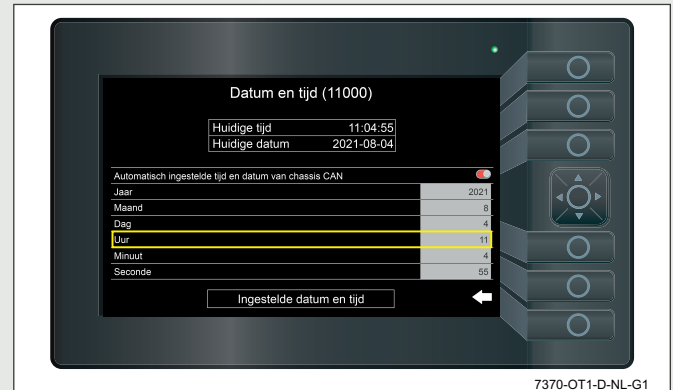 Datum en tijd (11000)
Huidige tijd 11:04:55
Huidige datum 2021-08-04
Automatisch ingestelde tijd en datum van chassis CAN
Jaar 2021
Maand 8
Dag 4
Uur 11
Minuut 4
Seconde 55
Ingestelde datum en tijd
7370-OT1-D-NL-G1